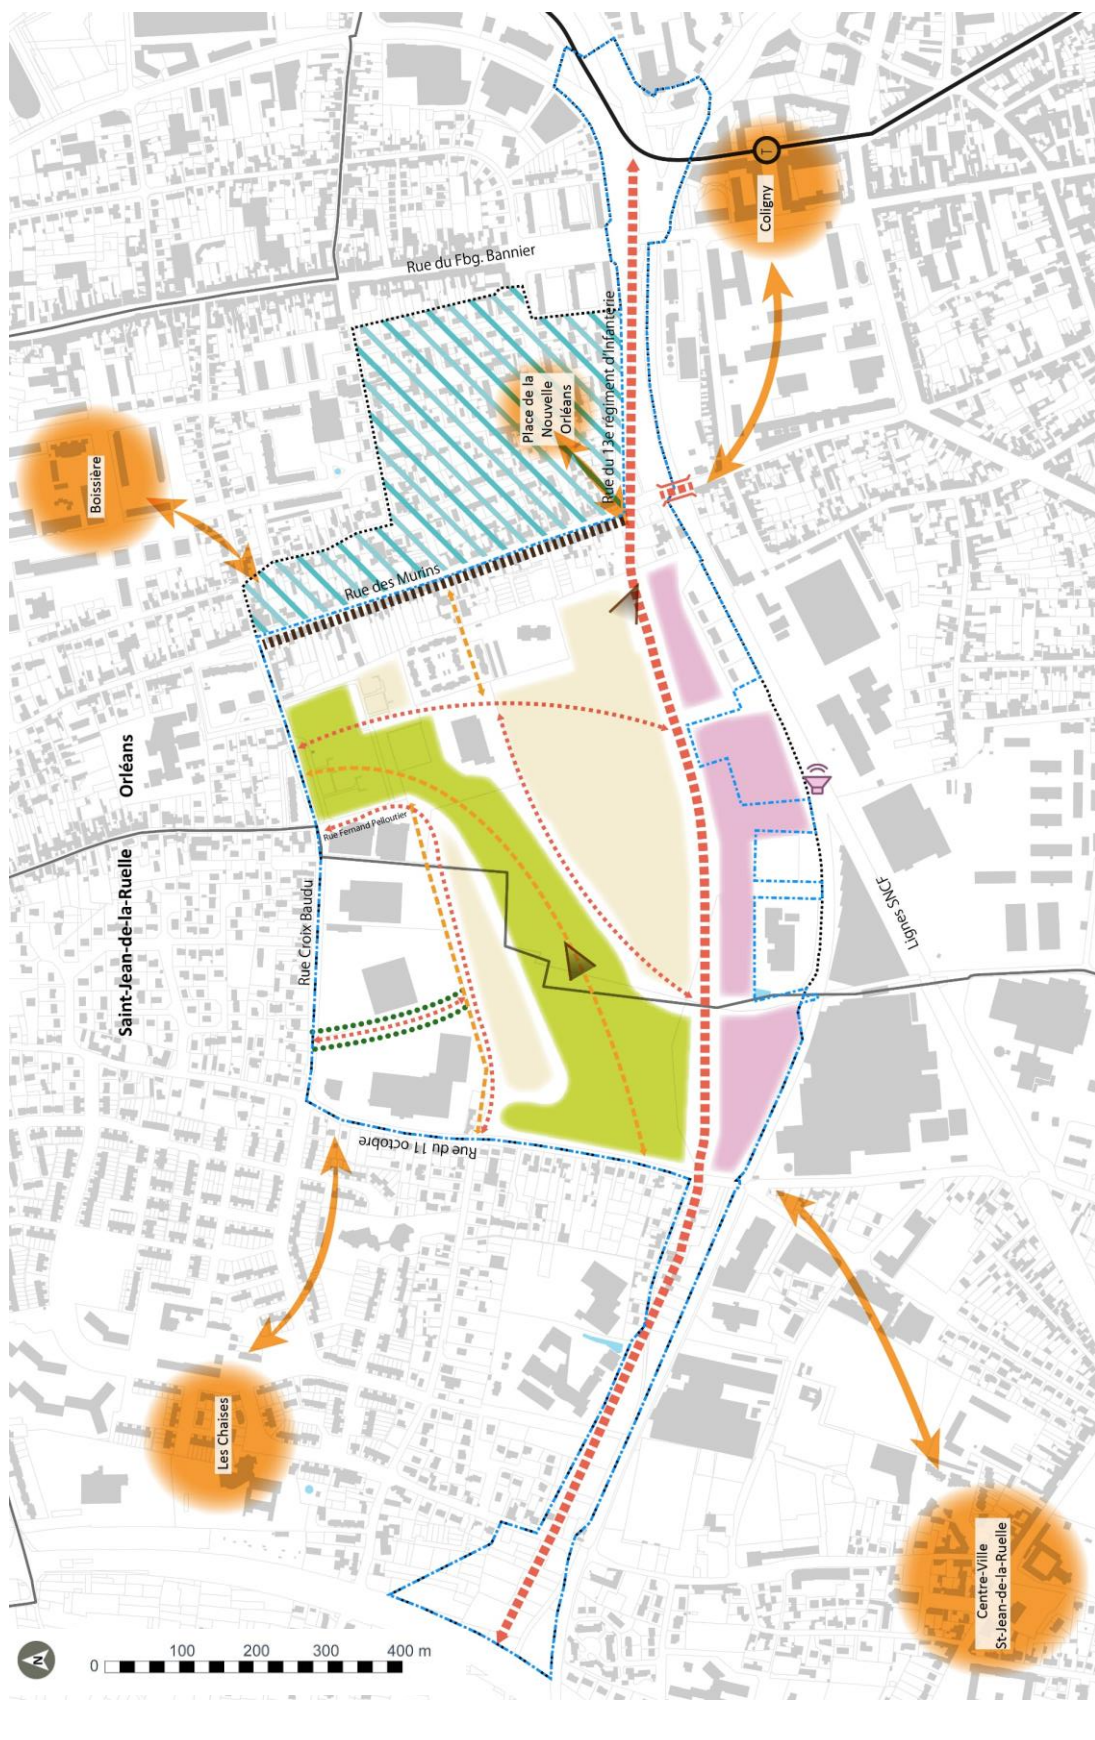 Rue du Fbg. Bannier
T
Coligny
Rue du 13e régiment d'Infanterie
Place de la
Nouvelle
Orléans
Boissière
Rue des Murins
Orléans
Saint-Jean-de-la-Ruelle
Rue Fernand Pelloutier
Rue Croix Baudu
Lignes SNCF
Rue du 11 octobre
Les Chaises
Centre-Ville
St-Jean-de-la-Ruelle
N
0
100
200
300
400 m